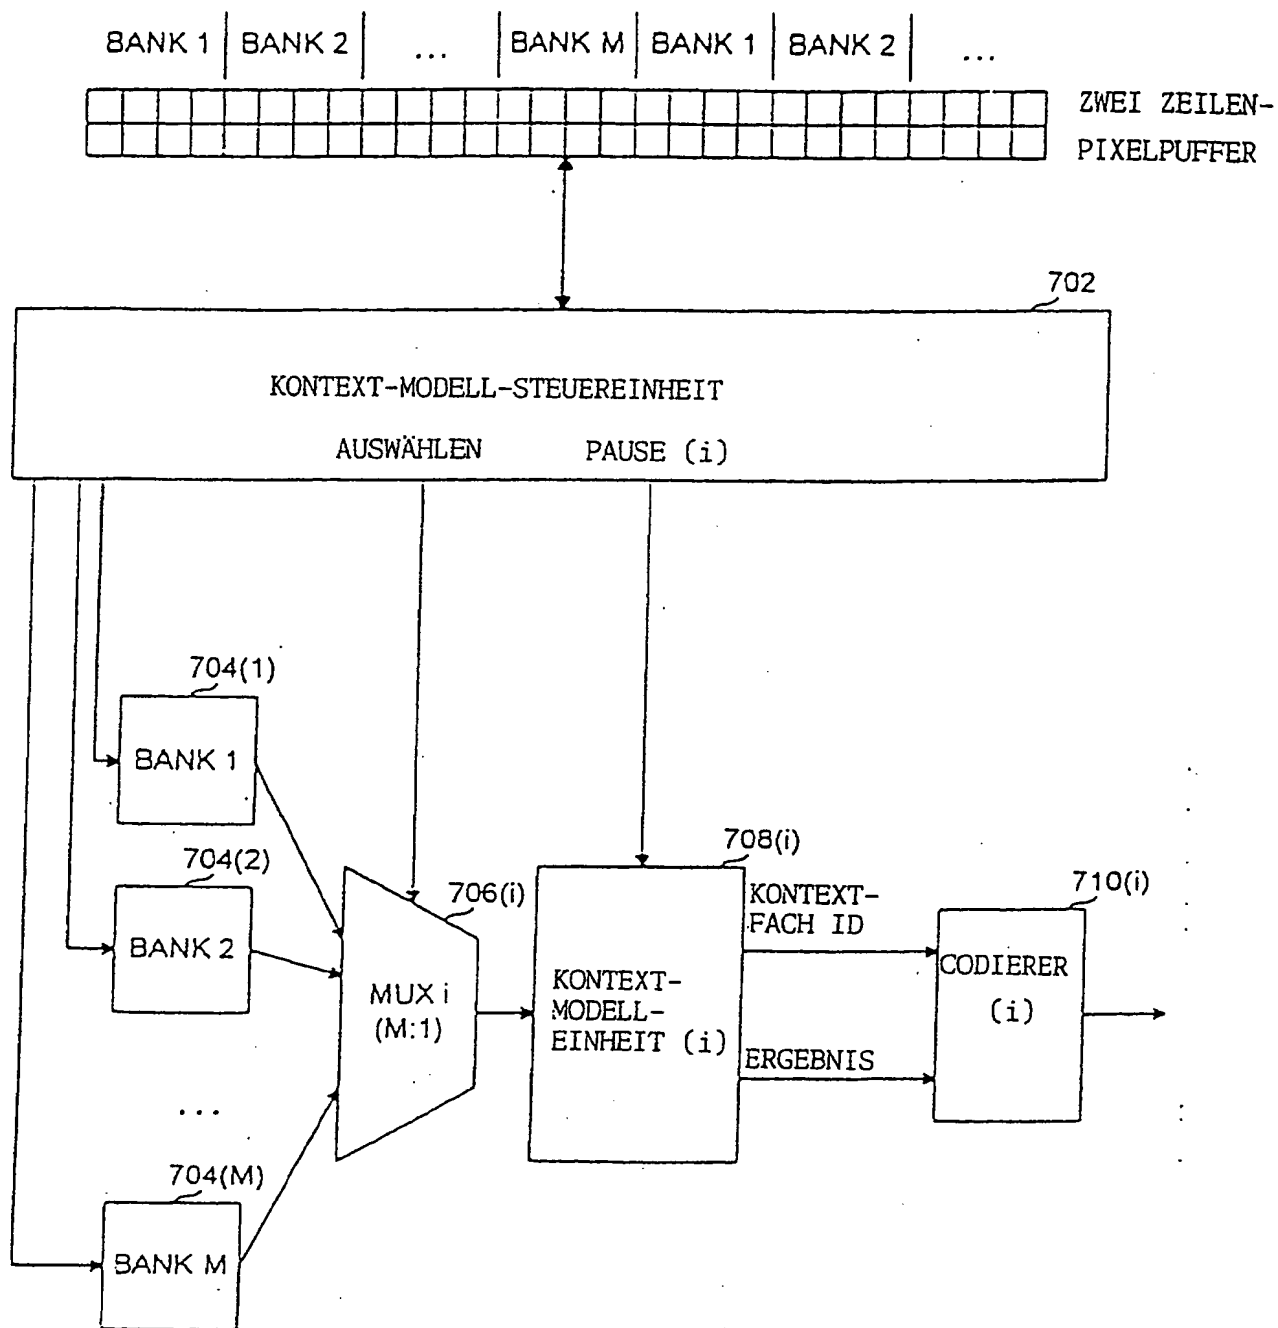 BANK 1 BANK 2 ... BANK M BANK 1 BANK 2 ...
ZWEI ZEILEN-
PIXELPUFFER
702
KONTEXT-MODELL-STEUEREINHEIT
AUSWÄHLEN PAUSE (i)
704(1)
BANK 1
704(2)
BANK 2
...
704(M)
BANK M
706(i)
MUX i
(M:1)
708(i)
KONTEXT-
MODELL-
EINHEIT (i)
KONTEXT-
FACH ID
ERGEBNIS
710(i)
CODIERER
(i)